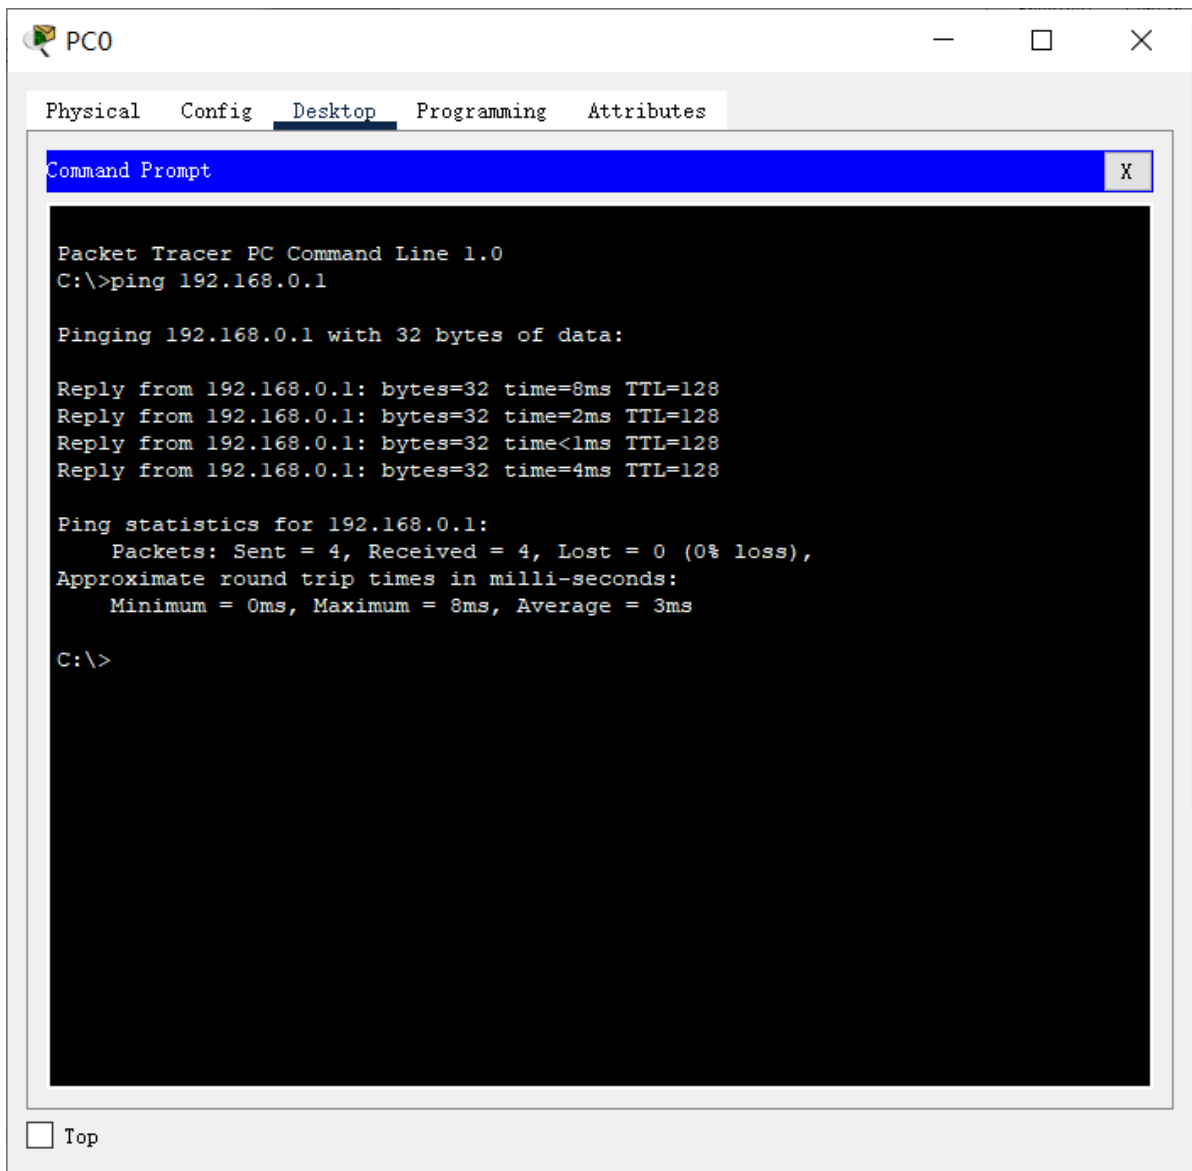 PC0
Physical Config Desktop Programming Attributes
Command Prompt X
Packet Tracer PC Command Line 1.0
C:\>ping 192.168.0.1
Pinging 192.168.0.1 with 32 bytes of data:
Reply from 192.168.0.1: bytes=32 time=8ms TTL=128
Reply from 192.168.0.1: bytes=32 time=2ms TTL=128
Reply from 192.168.0.1: bytes=32 time<1ms TTL=128
Reply from 192.168.0.1: bytes=32 time=4ms TTL=128
Ping statistics for 192.168.0.1:
    Packets: Sent = 4, Received = 4, Lost = 0 (0% loss),
Approximate round trip times in milli-seconds:
    Minimum = 0ms, Maximum = 8ms, Average = 3ms
C:\>
Top